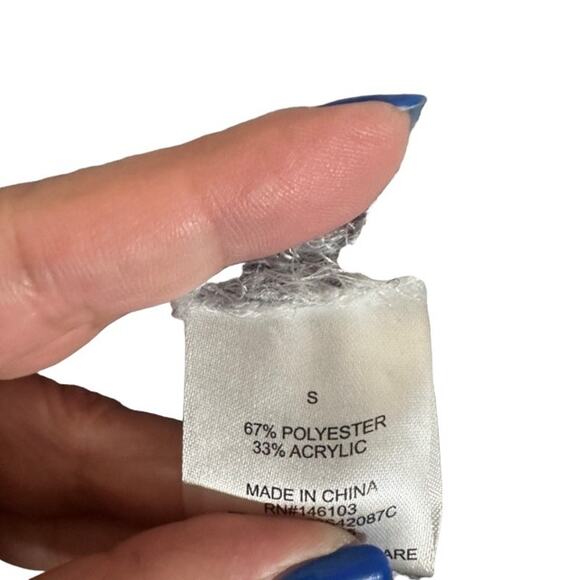 S
67% POLYESTER
33% ACRYLIC
MADE IN CHINA
RN#146103